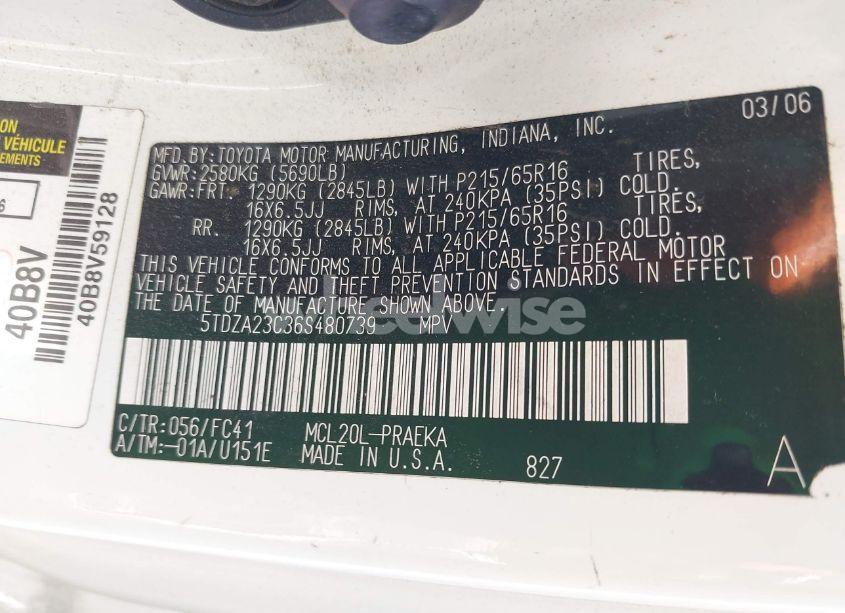 03/06
MFD.BY:TOYOTA MOTOR MANUFACTURING, INDIANA, INC.
GVWR:2580KG (5690LB)
GAWR:FRT. 1290KG (2845LB) WITH P215/65R16 TIRES,
16X6.5JJ RIMS, AT 240KPA (35PSI) COLD.
RR. 1290KG (2845LB) WITH P215/65R16 TIRES,
16X6.5JJ RIMS, AT 240KPA (35PSI) COLD.
THIS VEHICLE CONFORMS TO ALL APPLICABLE FEDERAL MOTOR
VEHICLE SAFETY AND THEFT PREVENTION STANDARDS IN EFFECT ON
THE DATE OF MANUFACTURE SHOWN ABOVE.
5TDZA23C36S480739 MPV
C/TR:056/FC41 MCL20L-PRAEKA
A/TM:-01A/U151E MADE IN U.S.A. 827 A
ON
VÉHICULE
EMENTS
6
40B8V
40B8V59128